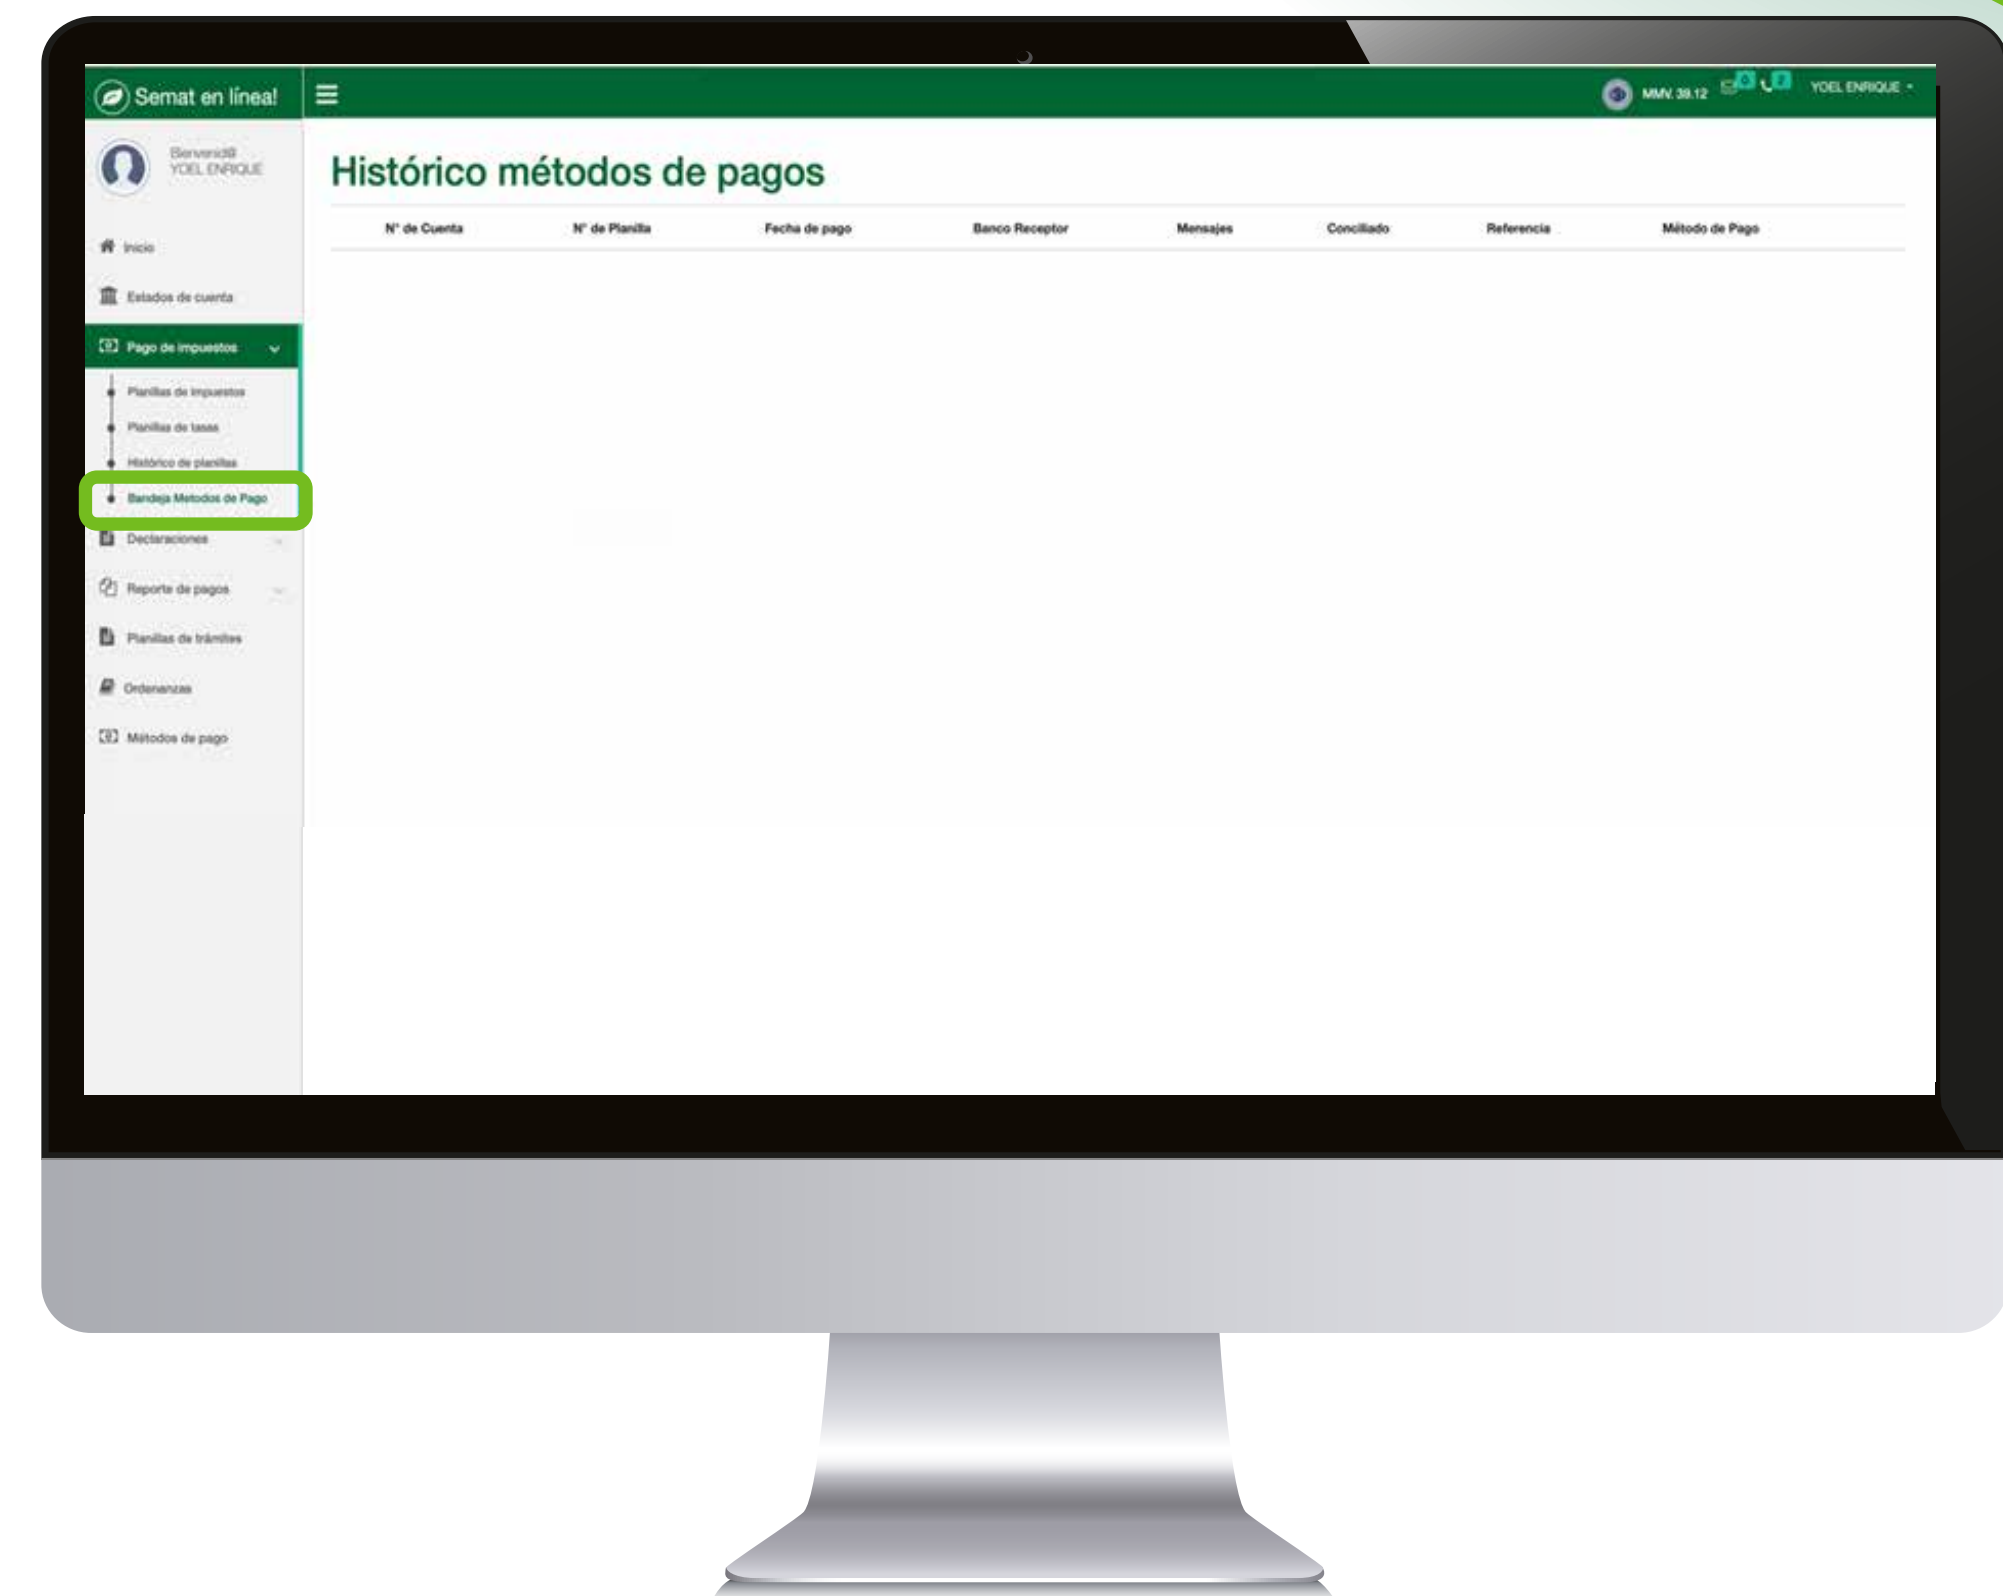 Semat en línea!
MMV. 39.12
YOEL ENRIQUE
Bienvenid@
YOEL ENRIQUE
Histórico métodos de pagos
N° de Cuenta N° de Planilla Fecha de pago Banco Receptor Mensajes Conciliado Referencia Método de Pago
Inicio
Estados de cuenta
Pago de impuestos
Planillas de impuestos
Planillas de tasas
Histórico de planillas
Bandeja Metodos de Pago
Declaraciones
Reporte de pagos
Planillas de trámites
Ordenanzas
Métodos de pago